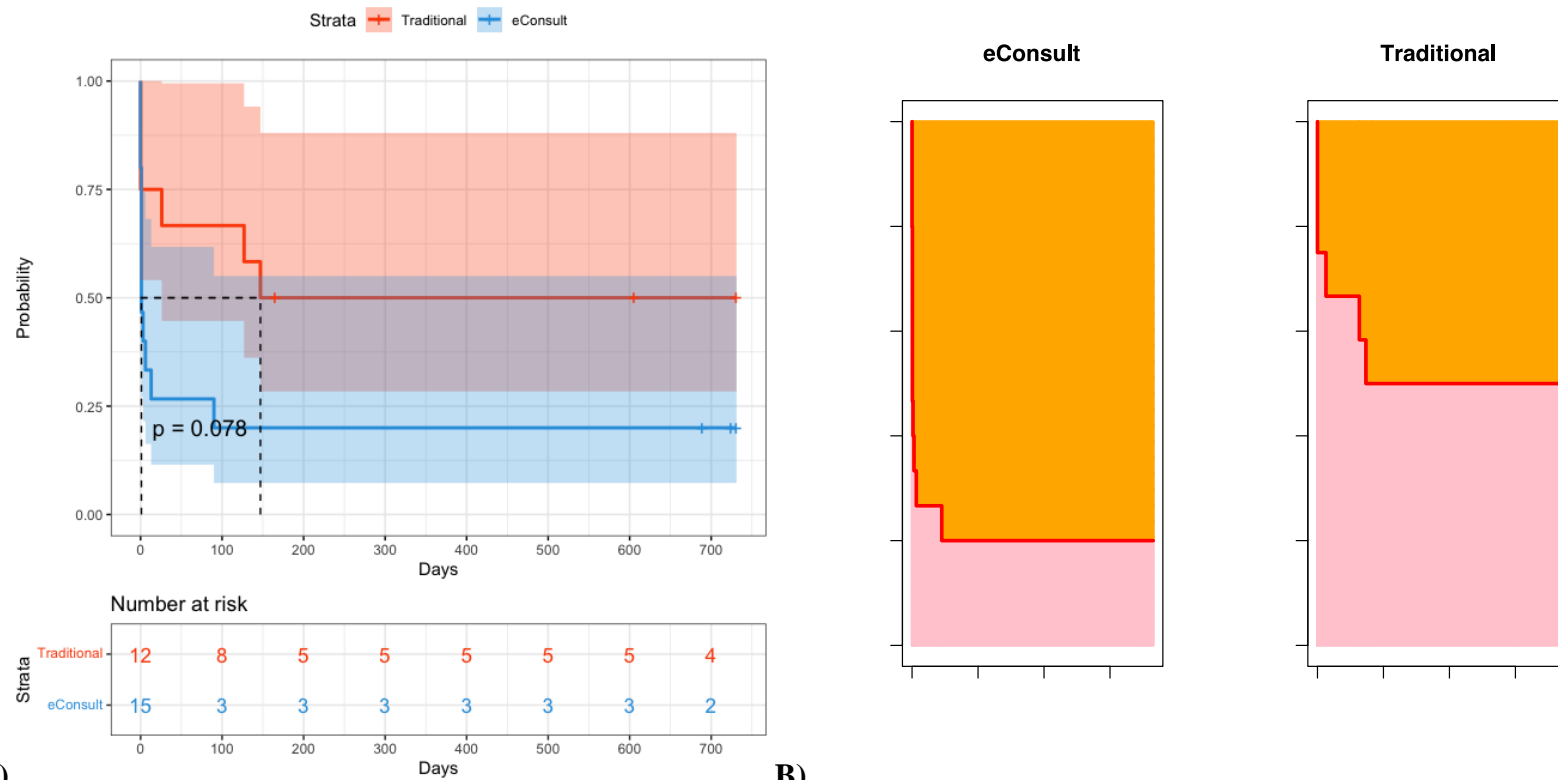 Strata Traditional eConsult
1.00
0.75
0.50
0.25
0.00
Probability
p = 0.078
0 100 200 300 400 500 600 700
Days
Number at risk
Strata
Traditional 12 8 5 5 5 5 5 4
eConsult 15 3 3 3 3 3 3 2
0 100 200 300 400 500 600 700
Days
)
B)
eConsult
Traditional